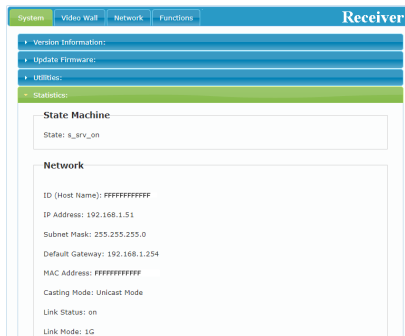 System Video Wall Network Functions Receiver
Version Information:
Update Firmware:
Utilities:
Statistics:
State Machine
State: s_srv_on
Network
ID (Host Name): FFFFFFFFFFFF
IP Address: 192.168.1.51
Subnet Mask: 255.255.255.0
Default Gateway: 192.168.1.254
MAC Address: FFFFFFFFFFFF
Casting Mode: Unicast Mode
Link Status: on
Link Mode: 1G